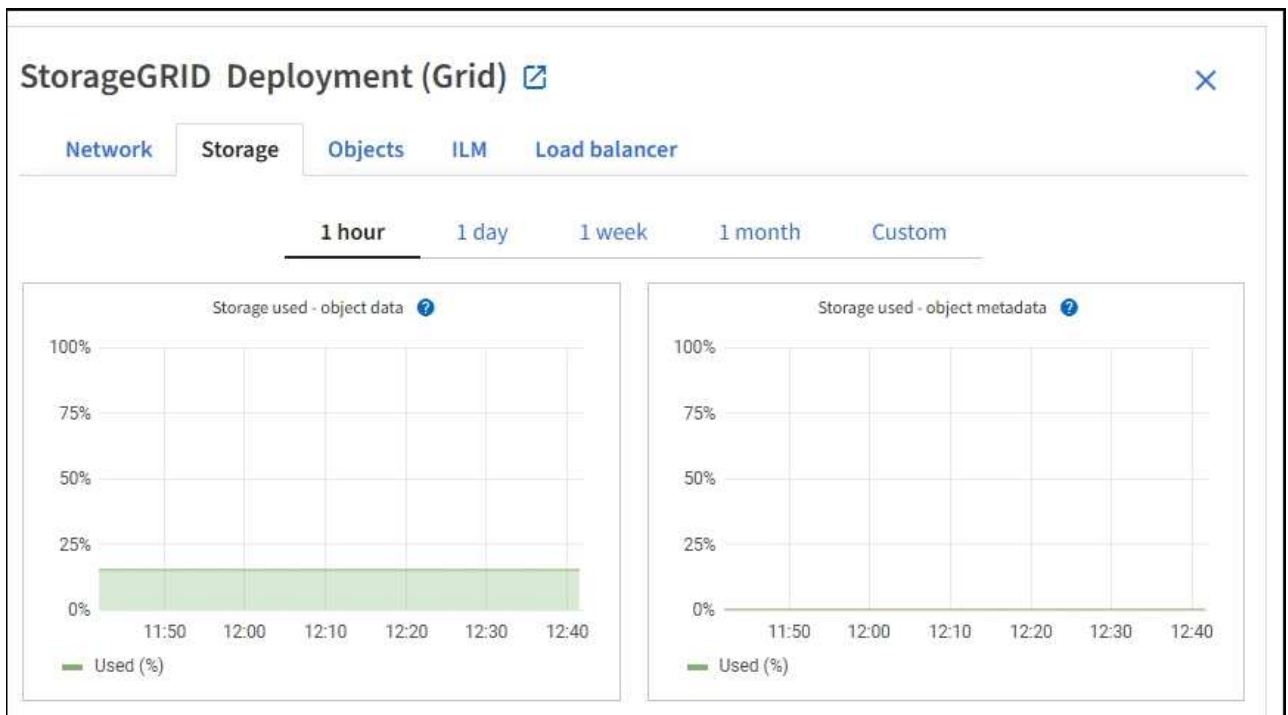 StorageGRID Deployment (Grid)
Network Storage Objects ILM Load balancer
1 hour 1 day 1 week 1 month Custom
Storage used - object data ?
100%
75%
50%
25%
0%
11:50 12:00 12:10 12:20 12:30 12:40
Used (%)
Storage used - object metadata ?
100%
75%
50%
25%
0%
11:50 12:00 12:10 12:20 12:30 12:40
Used (%)